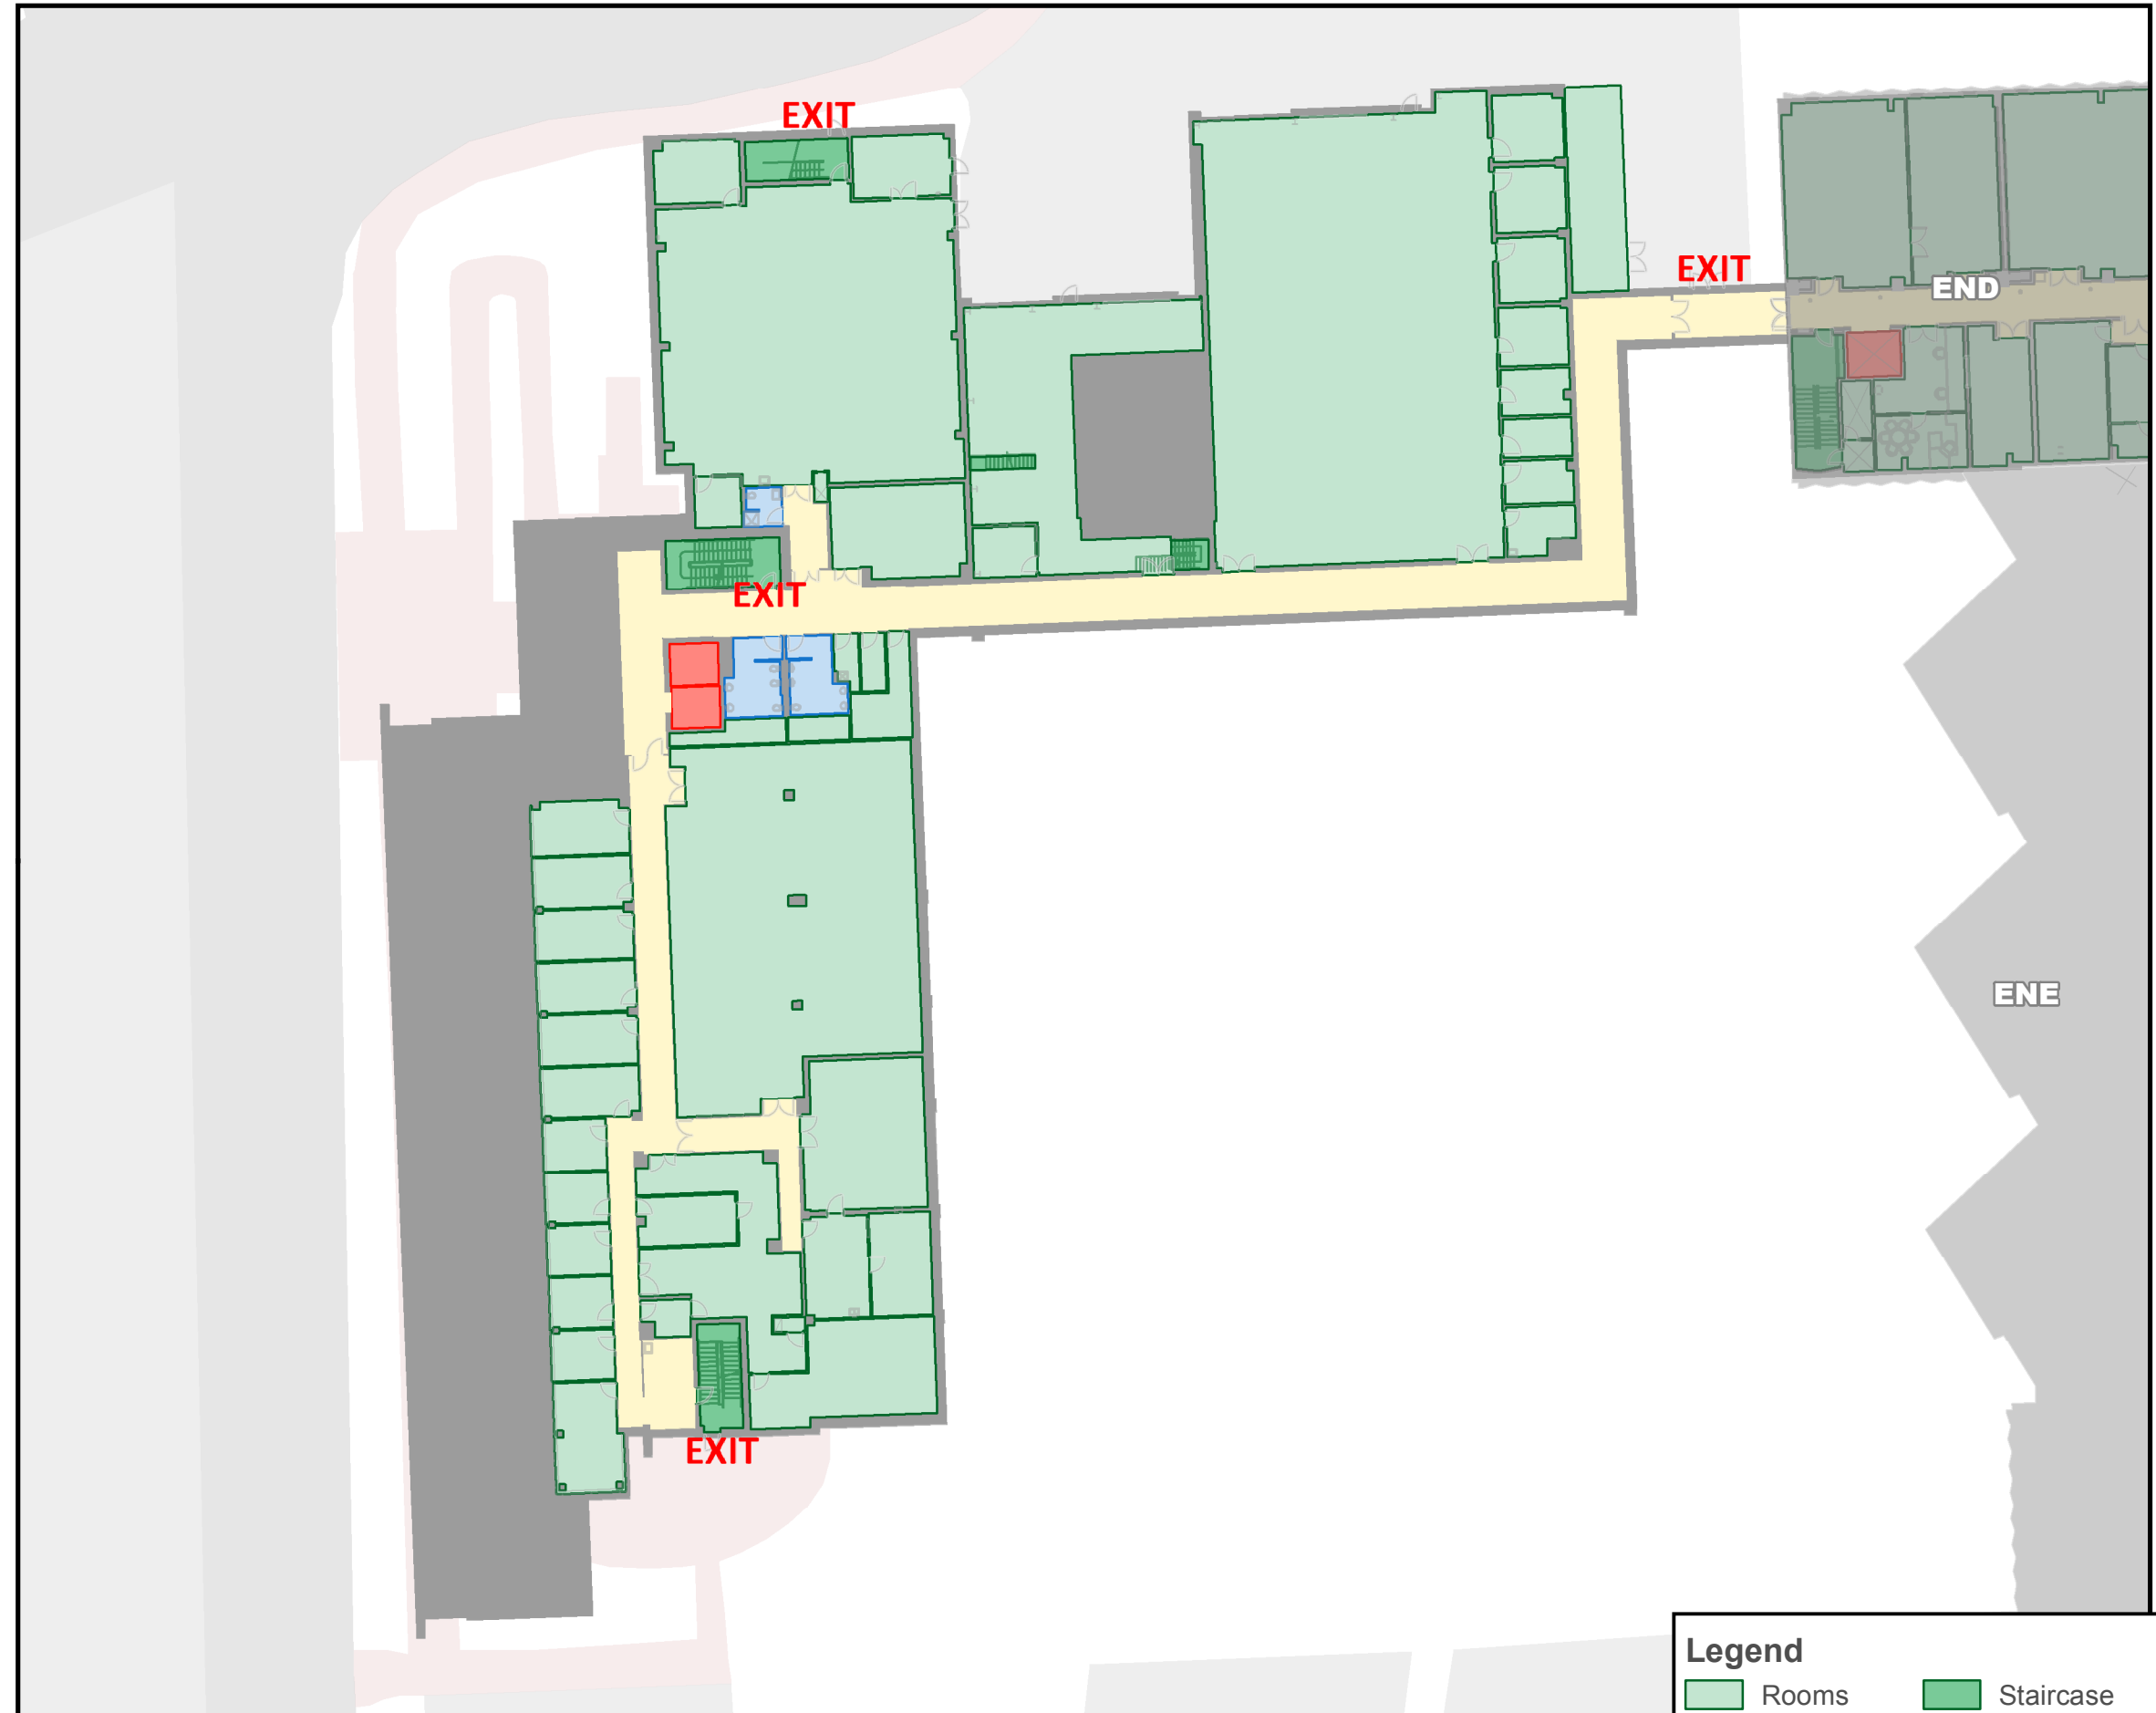 EXIT
EXIT
END
EXIT
ENE
EXIT
Legend
Rooms
Staircase